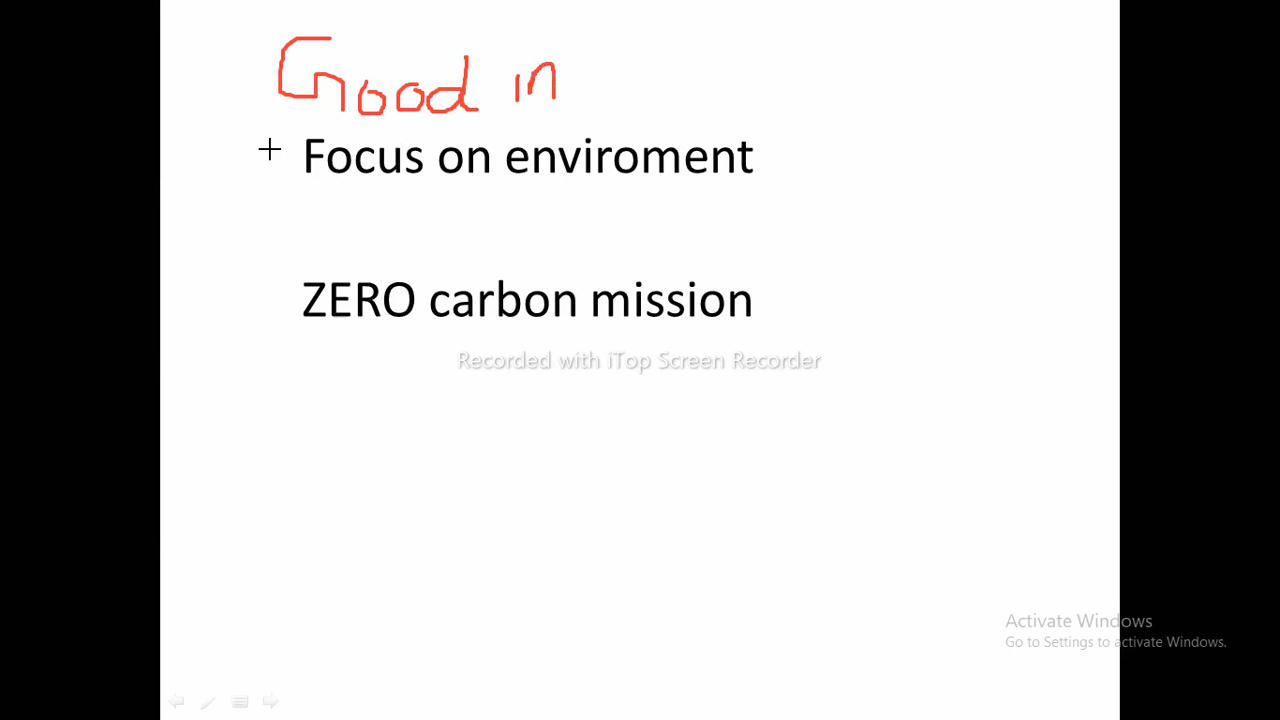 Good in
Focus on enviroment
ZERO carbon mission
Recorded with iTop Screen Recorder
Activate Windows
Go to Settings to activate Windows.